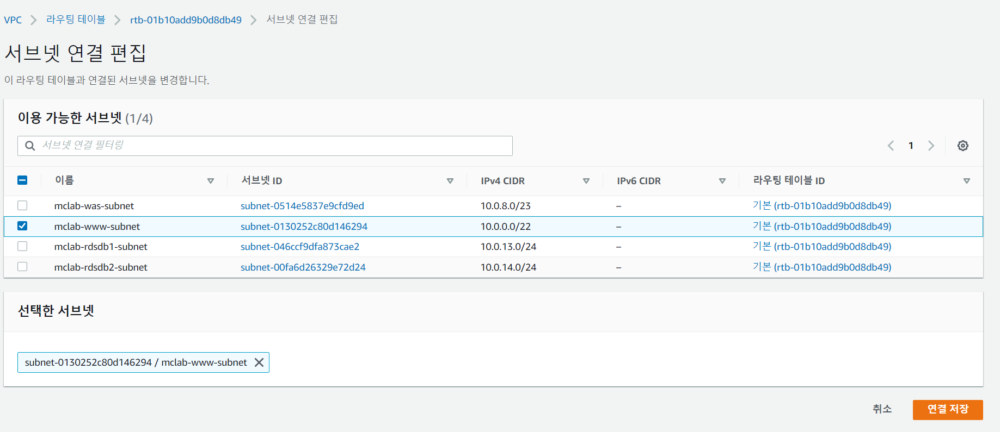 VPC > 라우팅 테이블 > rtb-01b10add9b0d8db49 > 서브넷 연결 편집
서브넷 연결 편집
이 라우팅 테이블과 연결된 서브넷을 변경합니다.
이용 가능한 서브넷 (1/4)
서브넷 연결 필터링
1
이름 서브넷 ID IPv4 CIDR IPv6 CIDR 라우팅 테이블 ID
mclab-was-subnet subnet-0514e5837e9cfd9ed 10.0.8.0/23 – 기본 (rtb-01b10add9b0d8db49)
mclab-www-subnet subnet-0130252c80d146294 10.0.0.0/22 – 기본 (rtb-01b10add9b0d8db49)
mclab-rdsdb1-subnet subnet-046ccf9dfa873cae2 10.0.13.0/24 – 기본 (rtb-01b10add9b0d8db49)
mclab-rdsdb2-subnet subnet-00fa6d26329e72d24 10.0.14.0/24 – 기본 (rtb-01b10add9b0d8db49)
선택한 서브넷
subnet-0130252c80d146294 / mclab-www-subnet
취소 연결 저장